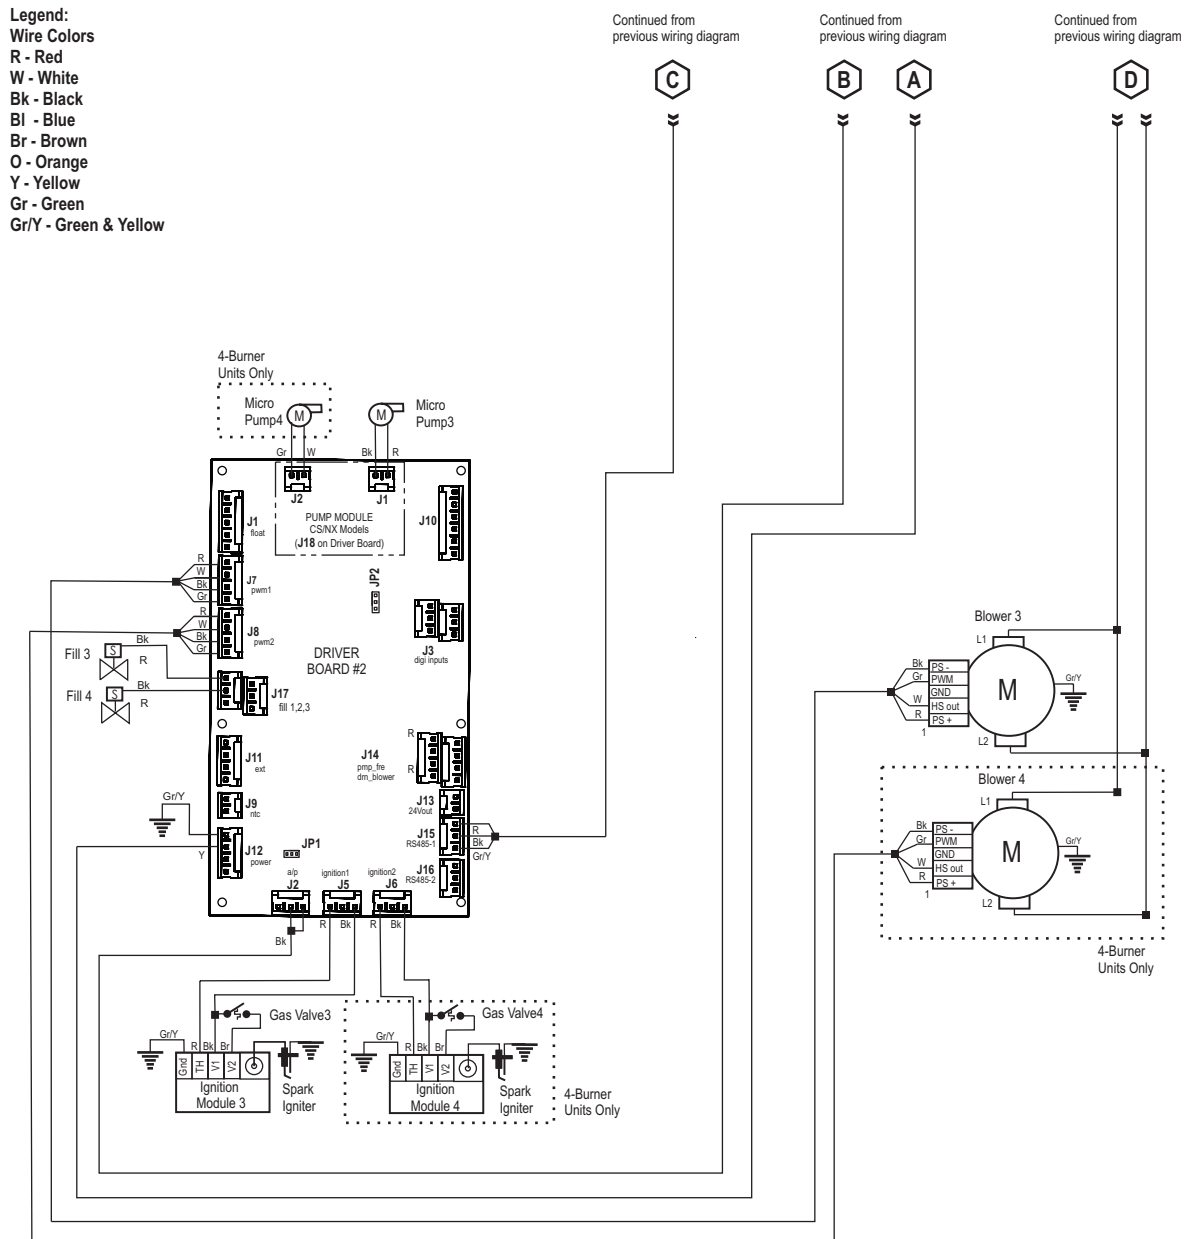 Legend:
Wire Colors
R - Red
W - White
Bk - Black
Bl - Blue
Br - Brown
O - Orange
Y - Yellow
Gr - Green
Gr/Y - Green & Yellow
Continued from
previous wiring diagram
C
Continued from
previous wiring diagram
B
A
Continued from
previous wiring diagram
D
4-Burner
Units Only
Micro
Pump4
M
M
Micro
Pump3
Gr
W
Bk
R
J2
J1
PUMP MODULE
CS/NX Models
(J18 on Driver Board)
J1
float
J10
R
W
Bk
Gr
J7
pwm1
JP2
R
W
Bk
Gr
J8
pwm2
J3
digi inputs
DRIVER
BOARD #2
Fill 3
S
Bk
R
Fill 4
S
Bk
R
J17
fill 1,2,3
J11
ext
R
R
J14
pmp_fre
drn_blower
J9
ntc
J13
24Vout
Gr/Y
Y
J12
power
JP1
J15
RS485-1
R
Bk
Gr/Y
J16
RS485-2
a/p
J2
ignition1
J5
ignition2
J6
Bk
R
Bk
R
Bk
Gas Valve3
Gr/Y
R
Bk
Br
Gnd
TH
V1
V2
Ignition
Module 3
Spark
Igniter
Gas Valve4
Gr/Y
R
Bk
Br
Gnd
TH
V1
V2
Ignition
Module 4
Spark
Igniter
4-Burner
Units Only
Blower 3
L1
Bk
Gr
W
R
PS -
PWM
GND
HS out
PS +
1
M
Gr/Y
L2
Blower 4
L1
Bk
Gr
W
R
PS -
PWM
GND
HS out
PS +
1
M
Gr/Y
L2
4-Burner
Units Only